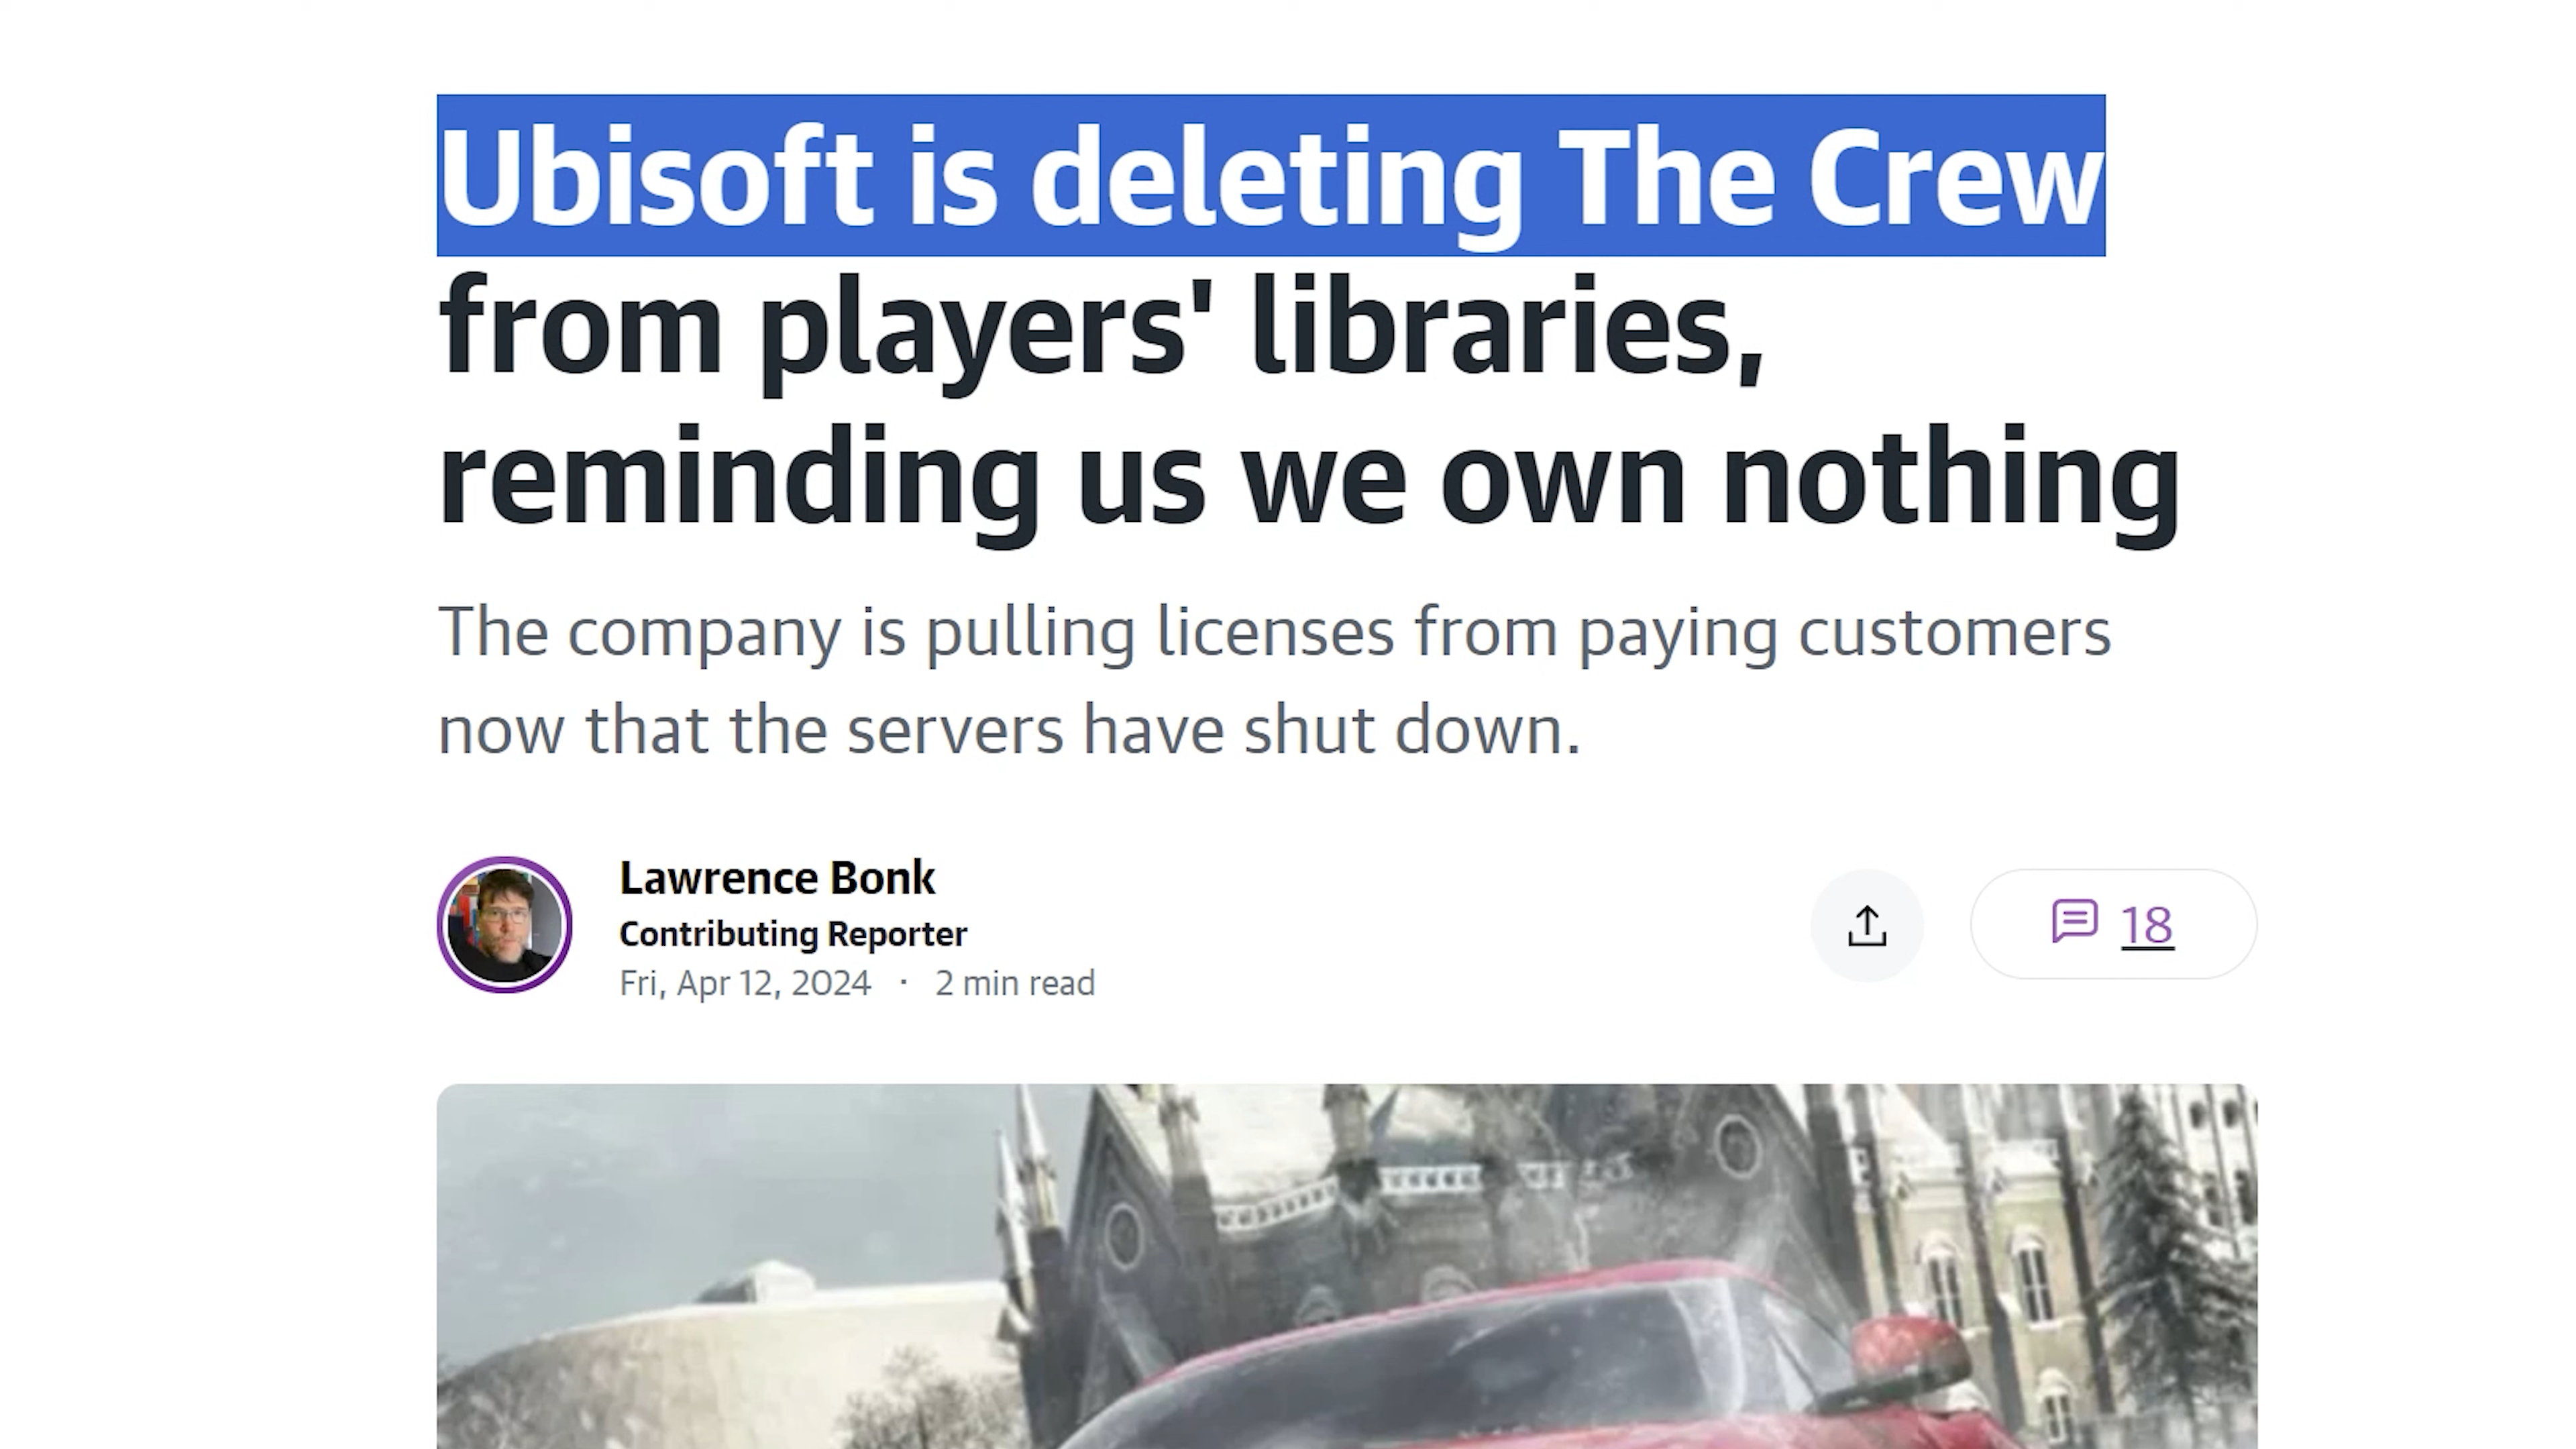 Ubisoft is deleting The Crew
from players' libraries,
reminding us we own nothing
The company is pulling licenses from paying customers
now that the servers have shut down.
Lawrence Bonk
Contributing Reporter
Fri, Apr 12, 2024 · 2 min read
18